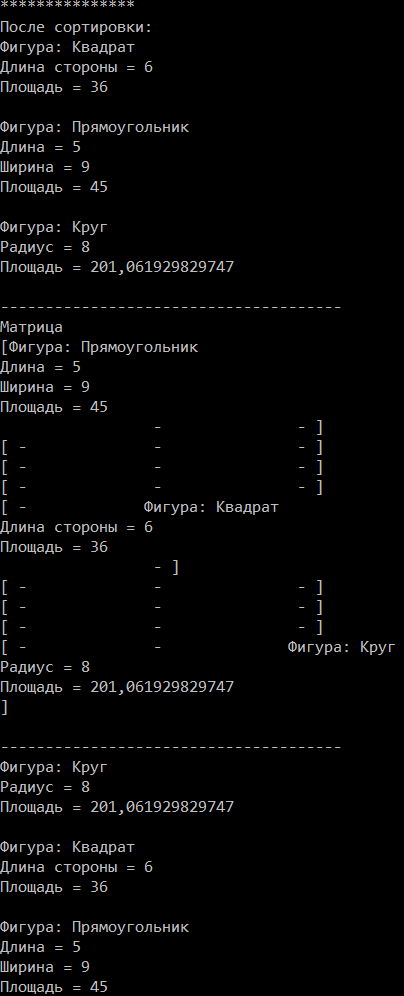 ***************
После сортировки:
Фигура: Квадрат
Длина стороны = 6
Площадь = 36

Фигура: Прямоугольник
Длина = 5
Ширина = 9
Площадь = 45

Фигура: Круг
Радиус = 8
Площадь = 201,061929829747

--------------------------------------
Матрица
[Фигура: Прямоугольник
Длина = 5
Ширина = 9
Площадь = 45
                 -               - ]
[ -              -               - ]
[ -              -               - ]
[ -              -               - ]
[ -             Фигура: Квадрат
Длина стороны = 6
Площадь = 36
                 - ]
[ -              -               - ]
[ -              -               - ]
[ -              -               - ]
[ -              -              Фигура: Круг
Радиус = 8
Площадь = 201,061929829747
]

--------------------------------------
Фигура: Круг
Радиус = 8
Площадь = 201,061929829747

Фигура: Квадрат
Длина стороны = 6
Площадь = 36

Фигура: Прямоугольник
Длина = 5
Ширина = 9
Площадь = 45